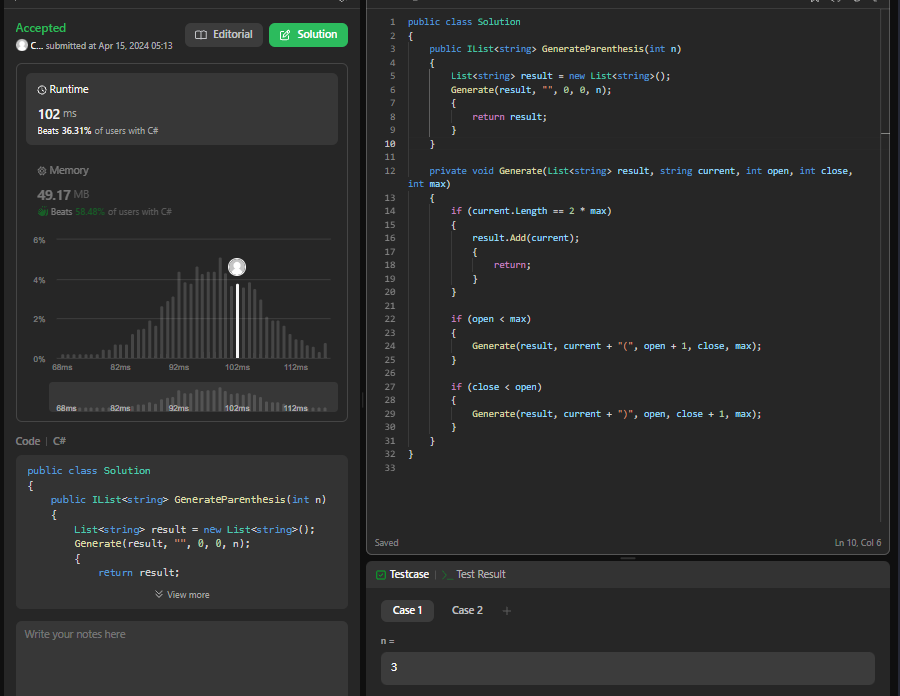 Accepted
C... submitted at Apr 15, 2024 05:13
Editorial
Solution
Runtime
102 ms
Beats 36.31% of users with C#
Memory
49.17 MB
Beats 58.48% of users with C#
6%
4%
2%
0%
68ms 82ms 92ms 102ms 112ms
68ms 82ms 92ms 102ms 112ms
Code | C#
public class Solution
{
    public IList<string> GenerateParenthesis(int n)
    {
        List<string> result = new List<string>();
        Generate(result, "", 0, 0, n);
        {
            return result;
View more
Write your notes here
1 public class Solution
2 {
3     public IList<string> GenerateParenthesis(int n)
4     {
5         List<string> result = new List<string>();
6         Generate(result, "", 0, 0, n);
7         {
8             return result;
9         }
10     }
11
12     private void Generate(List<string> result, string current, int open, int close,
int max)
13     {
14         if (current.Length == 2 * max)
15         {
16             result.Add(current);
17             {
18                 return;
19             }
20         }
21
22         if (open < max)
23         {
24             Generate(result, current + "(", open + 1, close, max);
25         }
26
27         if (close < open)
28         {
29             Generate(result, current + ")", open, close + 1, max);
30         }
31     }
32 }
33
Saved
Ln 10, Col 6
Testcase | >_ Test Result
Case 1 Case 2 +
n =
3